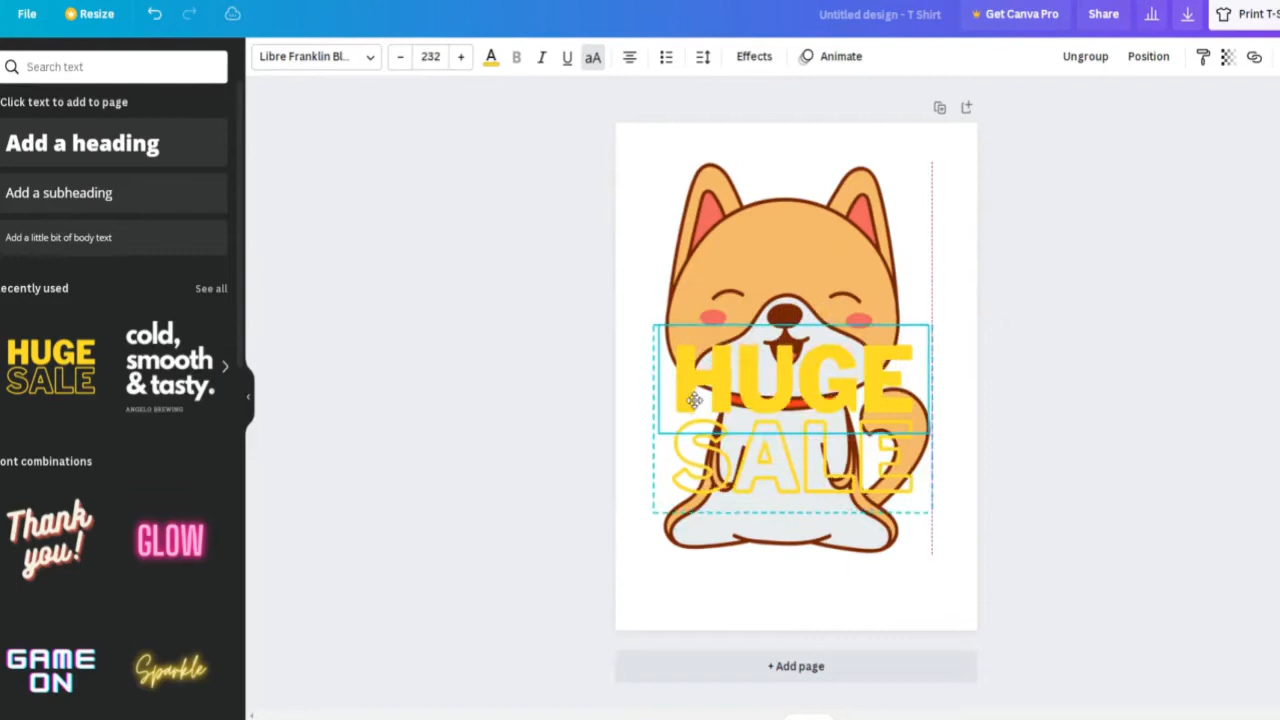 File
Resize
Untitled design - T Shirt
Get Canva Pro
Share
Print T-S
Search text
Libre Franklin Bl...
–
232
+
A
B
I
U
aA
Effects
Animate
Ungroup
Position
Click text to add to page
Add a heading
Add a subheading
Add a little bit of body text
ecently used
See all
HUGE
SALE
cold,
smooth
& tasty.
ANGELO BREWING
ont combinations
Thank
you!
GLOW
GAME
ON
Sparkle
HUGE
SALE
+ Add page